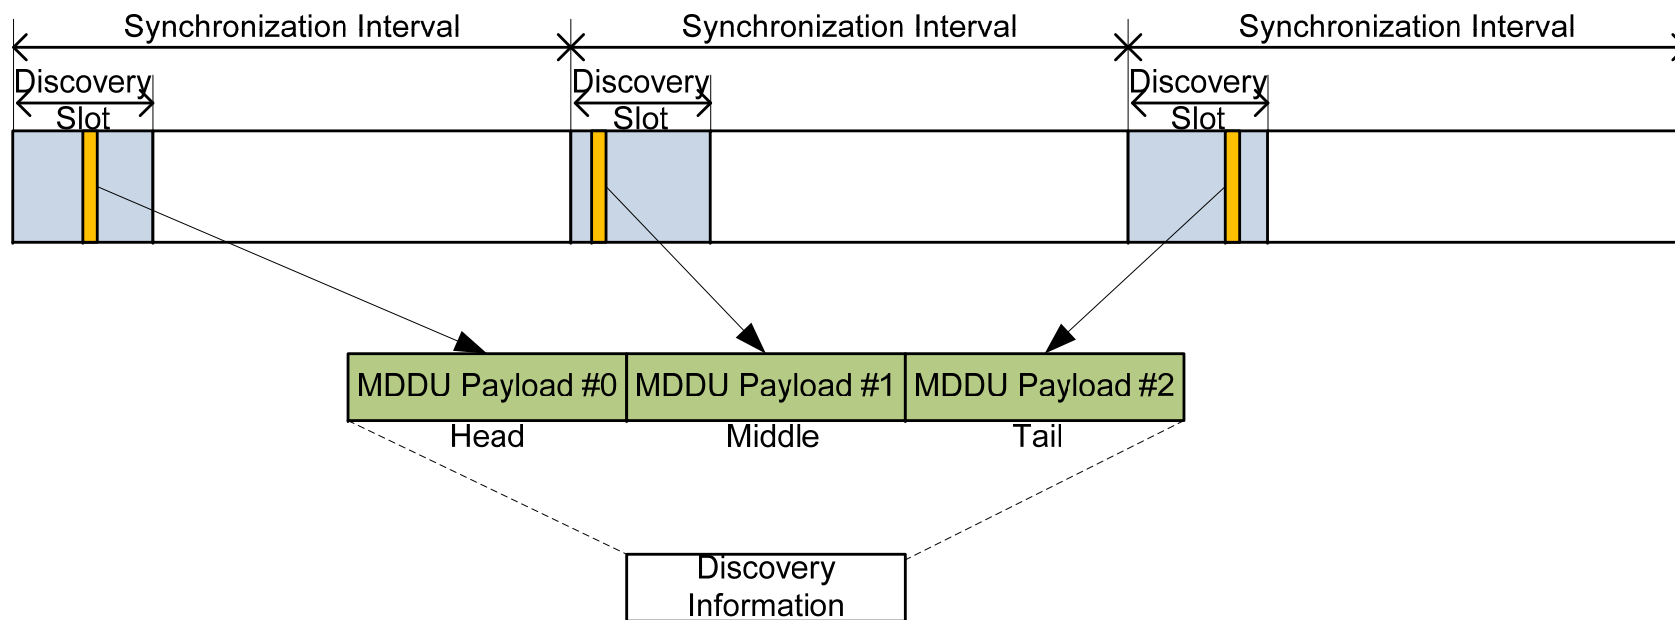 Synchronization Interval
Synchronization Interval
Synchronization Interval
Discovery
Slot
Discovery
Slot
Discovery
Slot
MDDU Payload #0
MDDU Payload #1
MDDU Payload #2
Head
Middle
Tail
Discovery
Information